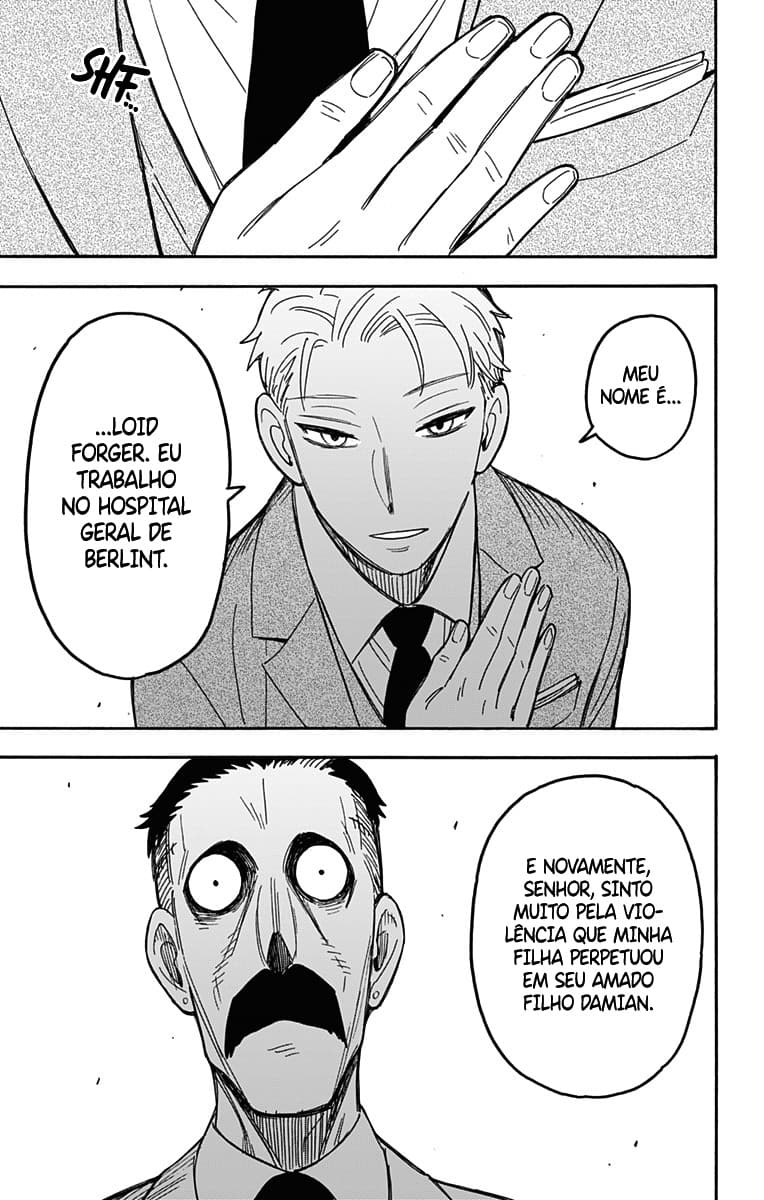 SHF...
MEU
NOME É...
...LOID
FORGER. EU
TRABALHO
NO HOSPITAL
GERAL DE
BERLINT.
E NOVAMENTE,
SENHOR, SINTO
MUITO PELA VIO-
LÊNCIA QUE MINHA
FILHA PERPETUOU
EM SEU AMADO
FILHO DAMIAN.